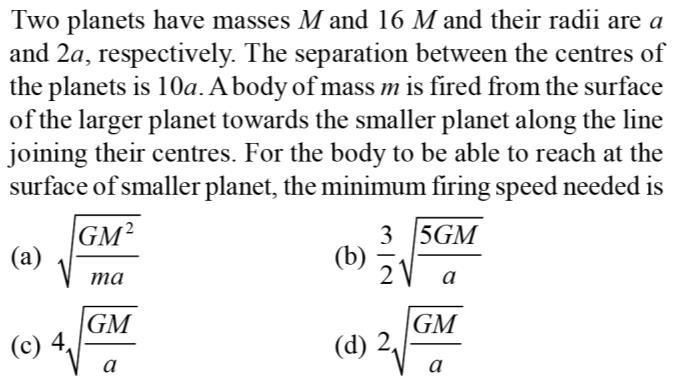 Two planets have masses M and 16 M and their radii are a
and 2a, respectively. The separation between the centres of
the planets is 10a. A body of mass m is fired from the surface
of the larger planet towards the smaller planet along the line
joining their centres. For the body to be able to reach at the
surface of smaller planet, the minimum firing speed needed is
(a) √(GM²/ma) (b) 3/2 √(5GM/a)
(c) 4√(GM/a) (d) 2√(GM/a)